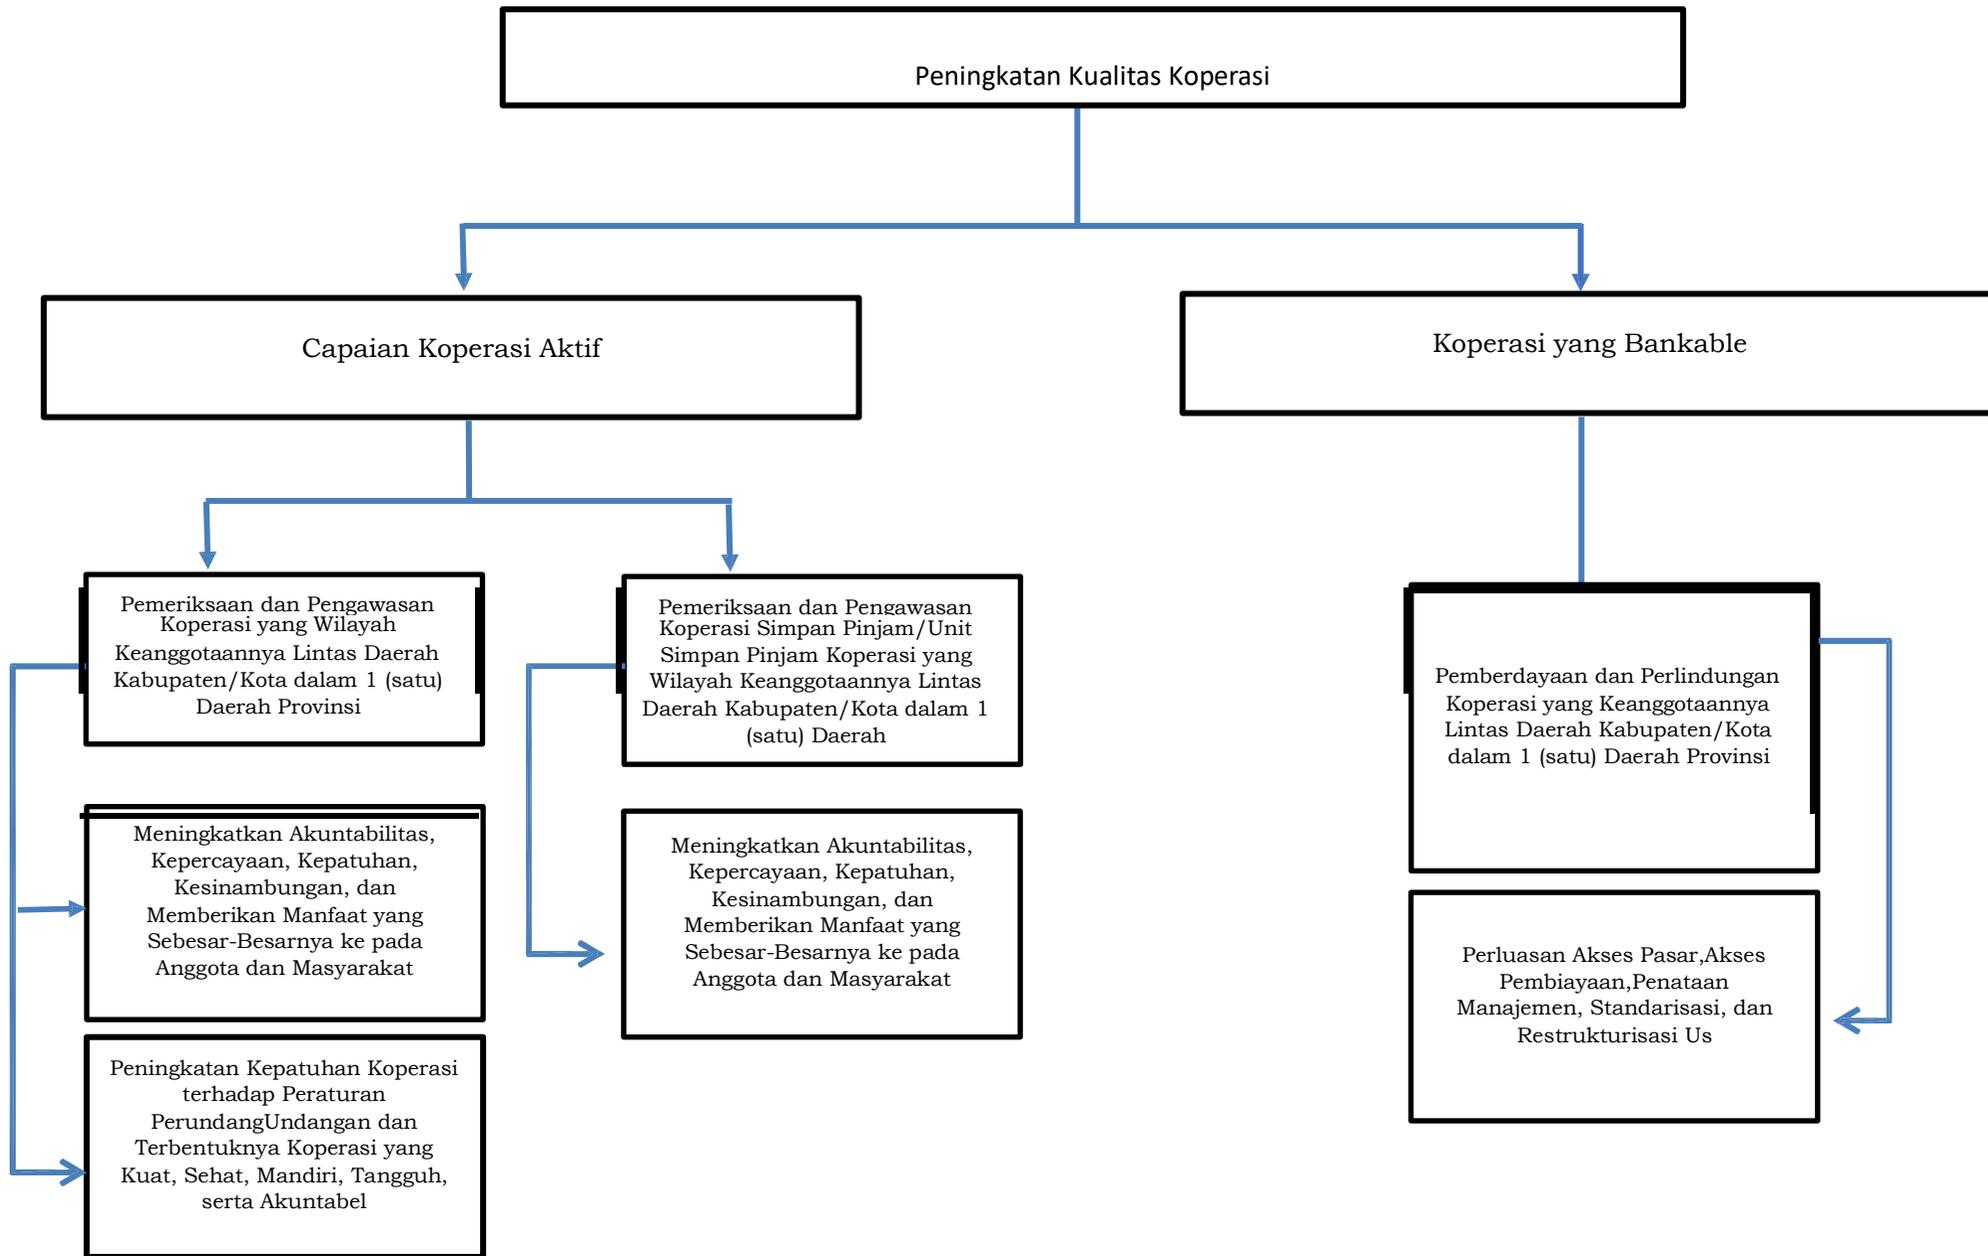 Peningkatan Kualitas Koperasi
Capaian Koperasi Aktif
Koperasi yang Bankable
Pemeriksaan dan Pengawasan
Koperasi yang Wilayah
Keanggotaannya Lintas Daerah
Kabupaten/Kota dalam 1 (satu)
Daerah Provinsi
Pemeriksaan dan Pengawasan
Koperasi Simpan Pinjam/Unit
Simpan Pinjam Koperasi yang
Wilayah Keanggotaannya Lintas
Daerah Kabupaten/Kota dalam 1
(satu) Daerah
Pemberdayaan dan Perlindungan
Koperasi yang Keanggotaannya
Lintas Daerah Kabupaten/Kota
dalam 1 (satu) Daerah Provinsi
Meningkatkan Akuntabilitas,
Kepercayaan, Kepatuhan,
Kesinambungan, dan
Memberikan Manfaat yang
Sebesar-Besarnya ke pada
Anggota dan Masyarakat
Meningkatkan Akuntabilitas,
Kepercayaan, Kepatuhan,
Kesinambungan, dan
Memberikan Manfaat yang
Sebesar-Besarnya ke pada
Anggota dan Masyarakat
Perluasan Akses Pasar,Akses
Pembiayaan,Penataan
Manajemen, Standarisasi, dan
Restrukturisasi Us
Peningkatan Kepatuhan Koperasi
terhadap Peraturan
PerundangUndangan dan
Terbentuknya Koperasi yang
Kuat, Sehat, Mandiri, Tangguh,
serta Akuntabel